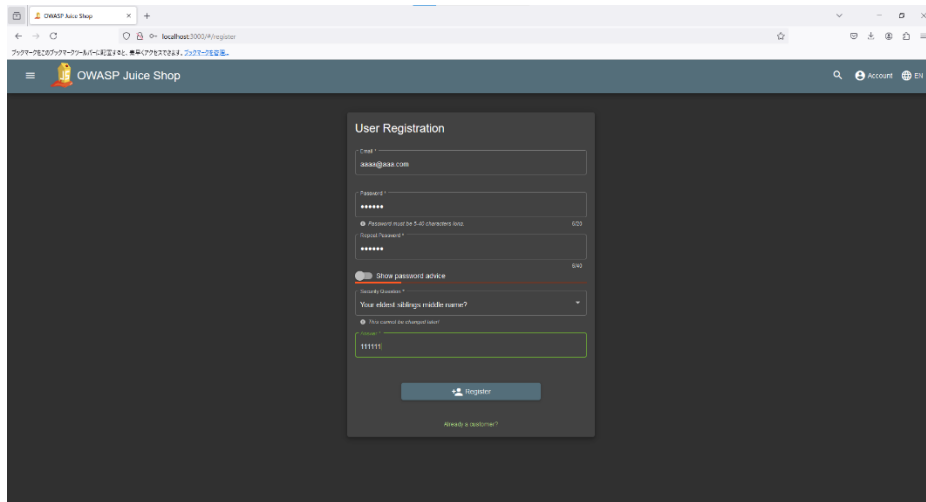 OWASP Juice Shop
localhost:3000/#/register
ブックマークをこのブックマークツールバーに配置すると、素早くアクセスできます。ブックマークを管理...
OWASP Juice Shop
Account
EN
User Registration
Email *
aaaa@aaa.com
Password *
••••••
Password must be 5-40 characters long.
6/20
Repeat Password *
••••••
6/40
Show password advice
Security Question *
Your eldest siblings middle name?
This cannot be changed later!
Answer *
111111
Register
Already a customer?